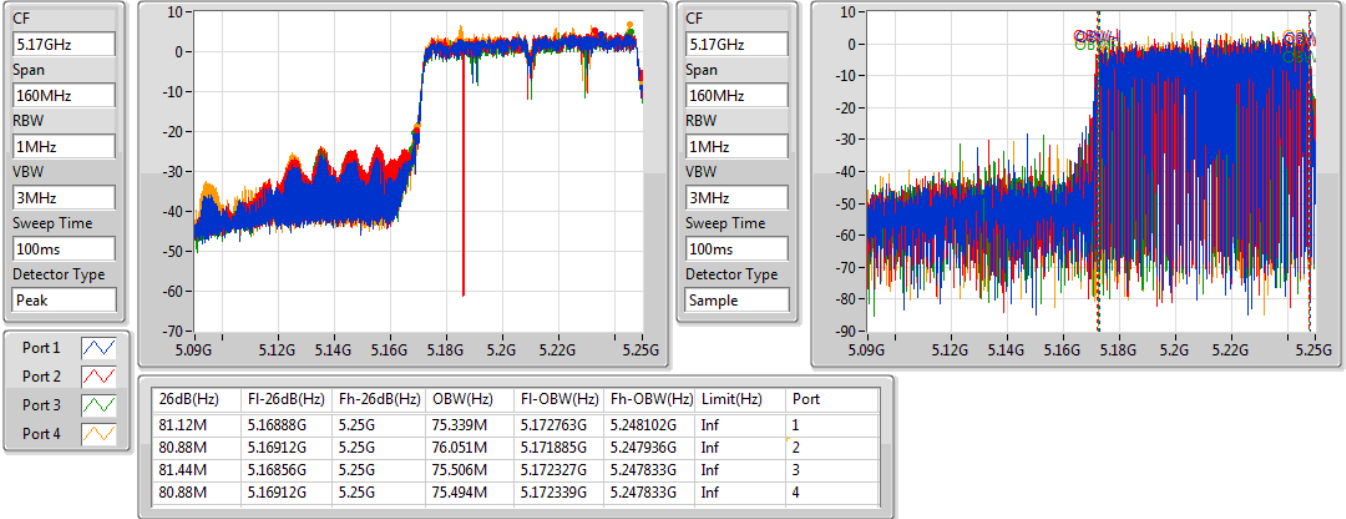 CF
5.17GHz
Span
160MHz
RBW
1MHz
VBW
3MHz
Sweep Time
100ms
Detector Type
Peak
10
0
-10
-20
-30
-40
-50
-60
-70
5.09G 5.12G 5.14G 5.16G 5.18G 5.2G 5.22G 5.25G
CF
5.17GHz
Span
160MHz
RBW
1MHz
VBW
3MHz
Sweep Time
100ms
Detector Type
Sample
10
0
-10
-20
-30
-40
-50
-60
-70
-80
-90
5.09G 5.12G 5.14G 5.16G 5.18G 5.2G 5.22G 5.25G
Port 1
Port 2
Port 3
Port 4
26dB(Hz) Fl-26dB(Hz) Fh-26dB(Hz) OBW(Hz) Fl-OBW(Hz) Fh-OBW(Hz) Limit(Hz) Port
81.12M 5.16888G 5.25G 75.339M 5.172763G 5.248102G Inf 1
80.88M 5.16912G 5.25G 76.051M 5.171885G 5.247936G Inf 2
81.44M 5.16856G 5.25G 75.506M 5.172327G 5.247833G Inf 3
80.88M 5.16912G 5.25G 75.494M 5.172339G 5.247833G Inf 4